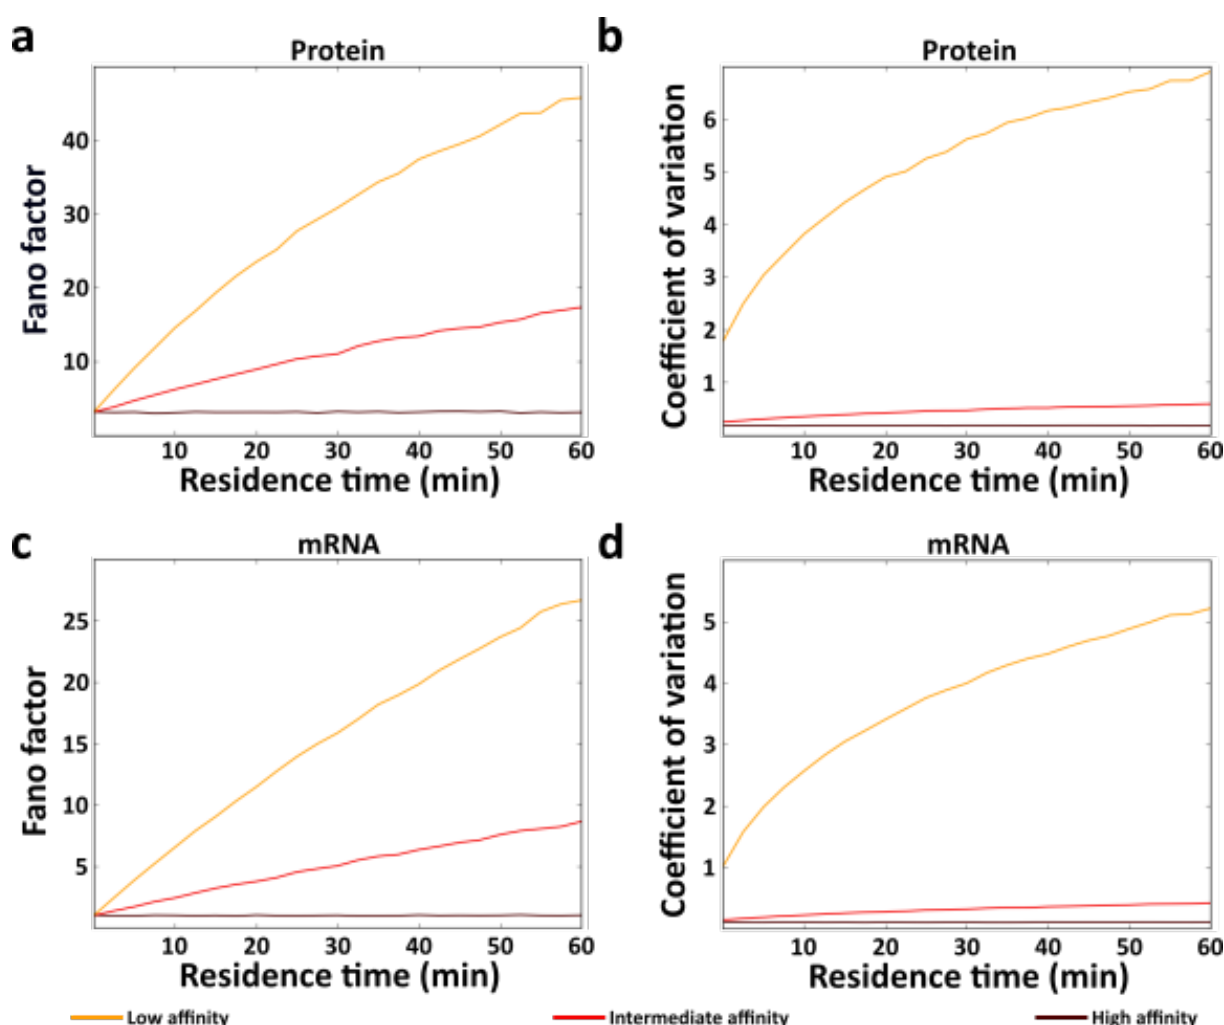 a
Protein
Fano factor
40
30
20
10
10 20 30 40 50 60
Residence time (min)
b
Protein
Coefficient of variation
6
5
4
3
2
1
10 20 30 40 50 60
Residence time (min)
c
mRNA
Fano factor
25
20
15
10
5
10 20 30 40 50 60
Residence time (min)
d
mRNA
Coefficient of variation
5
4
3
2
1
10 20 30 40 50 60
Residence time (min)
Low affinity Intermediate affinity High affinity